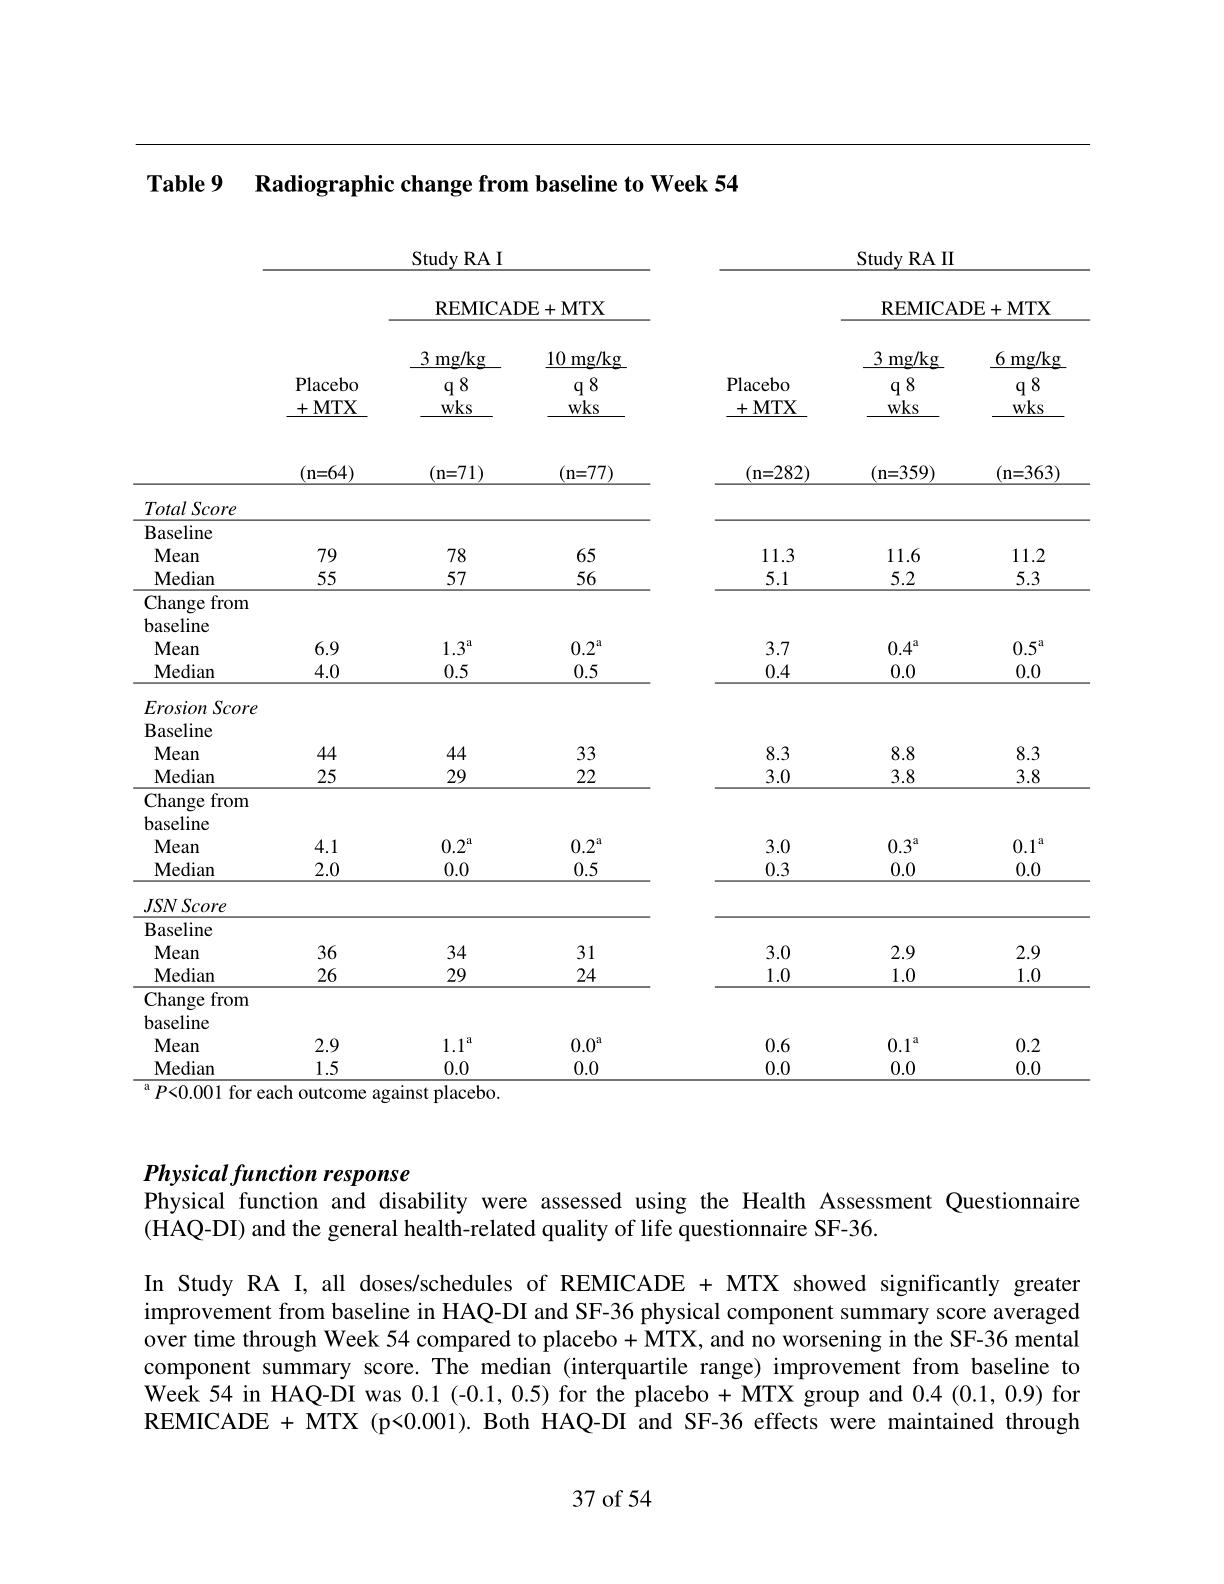 Table 9 Radiographic change from baseline to Week 54
Study RA I Study RA II
REMICADE + MTX REMICADE + MTX
3 mg/kg 10 mg/kg 3 mg/kg 6 mg/kg
Placebo q 8 q 8 Placebo q 8 q 8
+ MTX wks wks + MTX wks wks
(n=64) (n=71) (n=77) (n=282) (n=359) (n=363)
Total Score
Baseline
Mean 79 78 65 11.3 11.6 11.2
Median 55 57 56 5.1 5.2 5.3
Change from
baseline
Mean 6.9 1.3a 0.2a 3.7 0.4a 0.5a
Median 4.0 0.5 0.5 0.4 0.0 0.0
Erosion Score
Baseline
Mean 44 44 33 8.3 8.8 8.3
Median 25 29 22 3.0 3.8 3.8
Change from
baseline
Mean 4.1 0.2a 0.2a 3.0 0.3a 0.1a
Median 2.0 0.0 0.5 0.3 0.0 0.0
JSN Score
Baseline
Mean 36 34 31 3.0 2.9 2.9
Median 26 29 24 1.0 1.0 1.0
Change from
baseline
Mean 2.9 1.1a 0.0a 0.6 0.1a 0.2
Median 1.5 0.0 0.0 0.0 0.0 0.0
a P<0.001 for each outcome against placebo.
Physical function response
Physical function and disability were assessed using the Health Assessment Questionnaire
(HAQ-DI) and the general health-related quality of life questionnaire SF-36.
In Study RA I, all doses/schedules of REMICADE + MTX showed significantly greater
improvement from baseline in HAQ-DI and SF-36 physical component summary score averaged
over time through Week 54 compared to placebo + MTX, and no worsening in the SF-36 mental
component summary score. The median (interquartile range) improvement from baseline to
Week 54 in HAQ-DI was 0.1 (-0.1, 0.5) for the placebo + MTX group and 0.4 (0.1, 0.9) for
REMICADE + MTX (p<0.001). Both HAQ-DI and SF-36 effects were maintained through
37 of 54